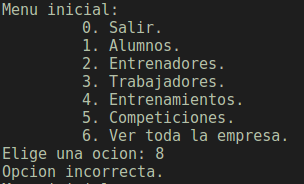 Menu inicial:
0. Salir.
1. Alumnos.
2. Entrenadores.
3. Trabajadores.
4. Entrenamientos.
5. Competiciones.
6. Ver toda la empresa.
Elige una ocion: 8
Opcion incorrecta.